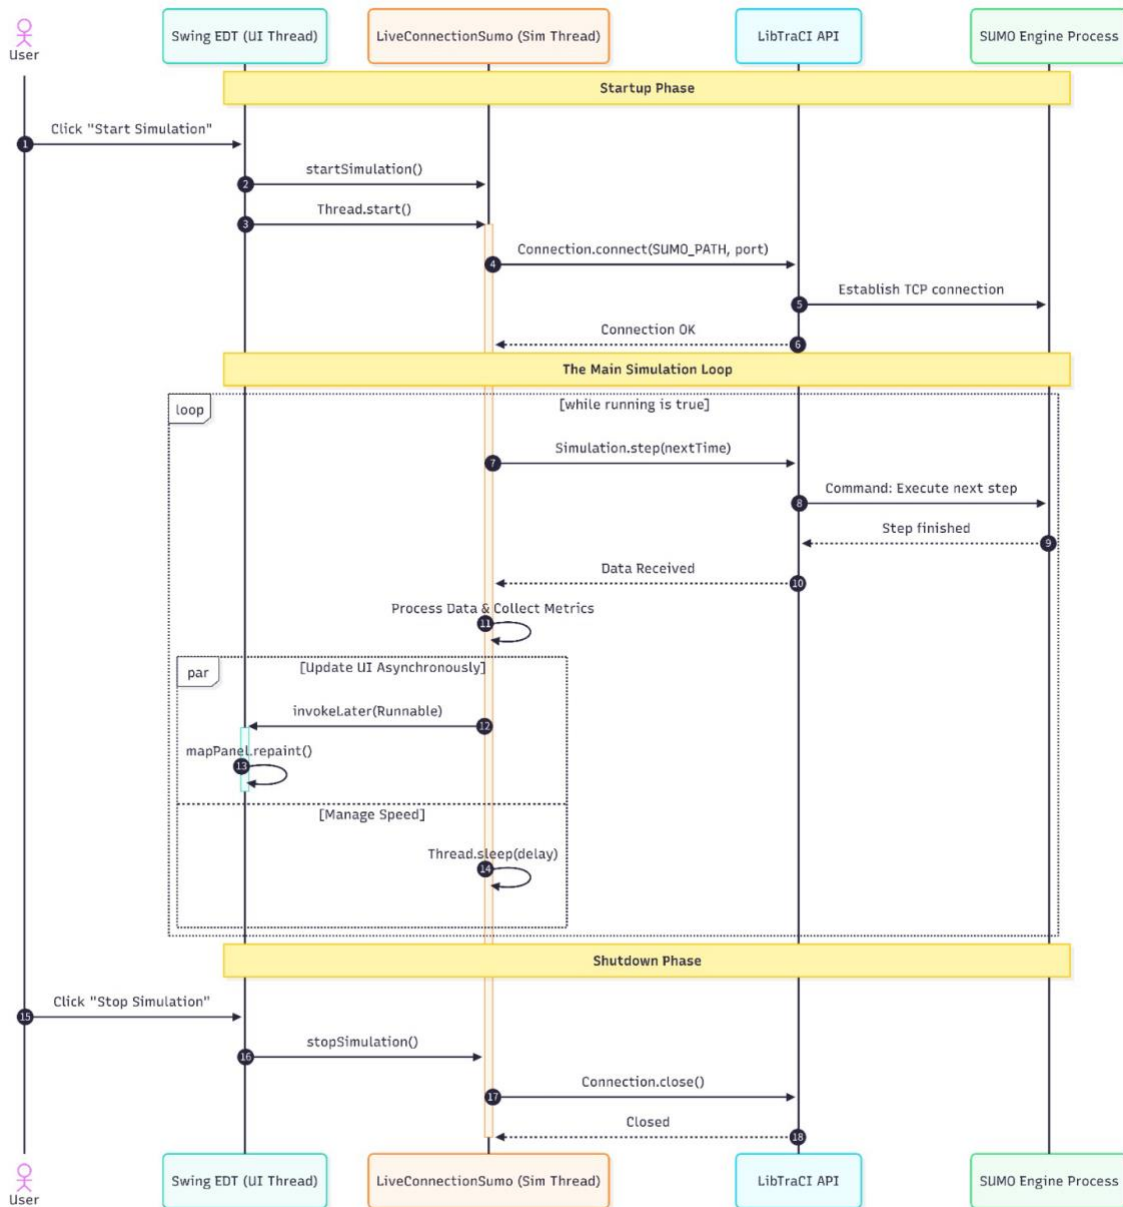 User
Swing EDT (UI Thread)
LiveConnectionSumo (Sim Thread)
LibTraCI API
SUMO Engine Process
Startup Phase
1
Click "Start Simulation"
2
startSimulation()
3
Thread.start()
4
Connection.connect(SUMO_PATH, port)
5
Establish TCP connection
6
Connection OK
The Main Simulation Loop
loop
[while running is true]
7
Simulation.step(nextTime)
8
Command: Execute next step
9
Step finished
10
Data Received
11
Process Data & Collect Metrics
par
[Update UI Asynchronously]
12
invokeLater(Runnable)
13
mapPanel.repaint()
[Manage Speed]
14
Thread.sleep(delay)
Shutdown Phase
15
Click "Stop Simulation"
16
stopSimulation()
17
Connection.close()
18
Closed
User
Swing EDT (UI Thread)
LiveConnectionSumo (Sim Thread)
LibTraCI API
SUMO Engine Process